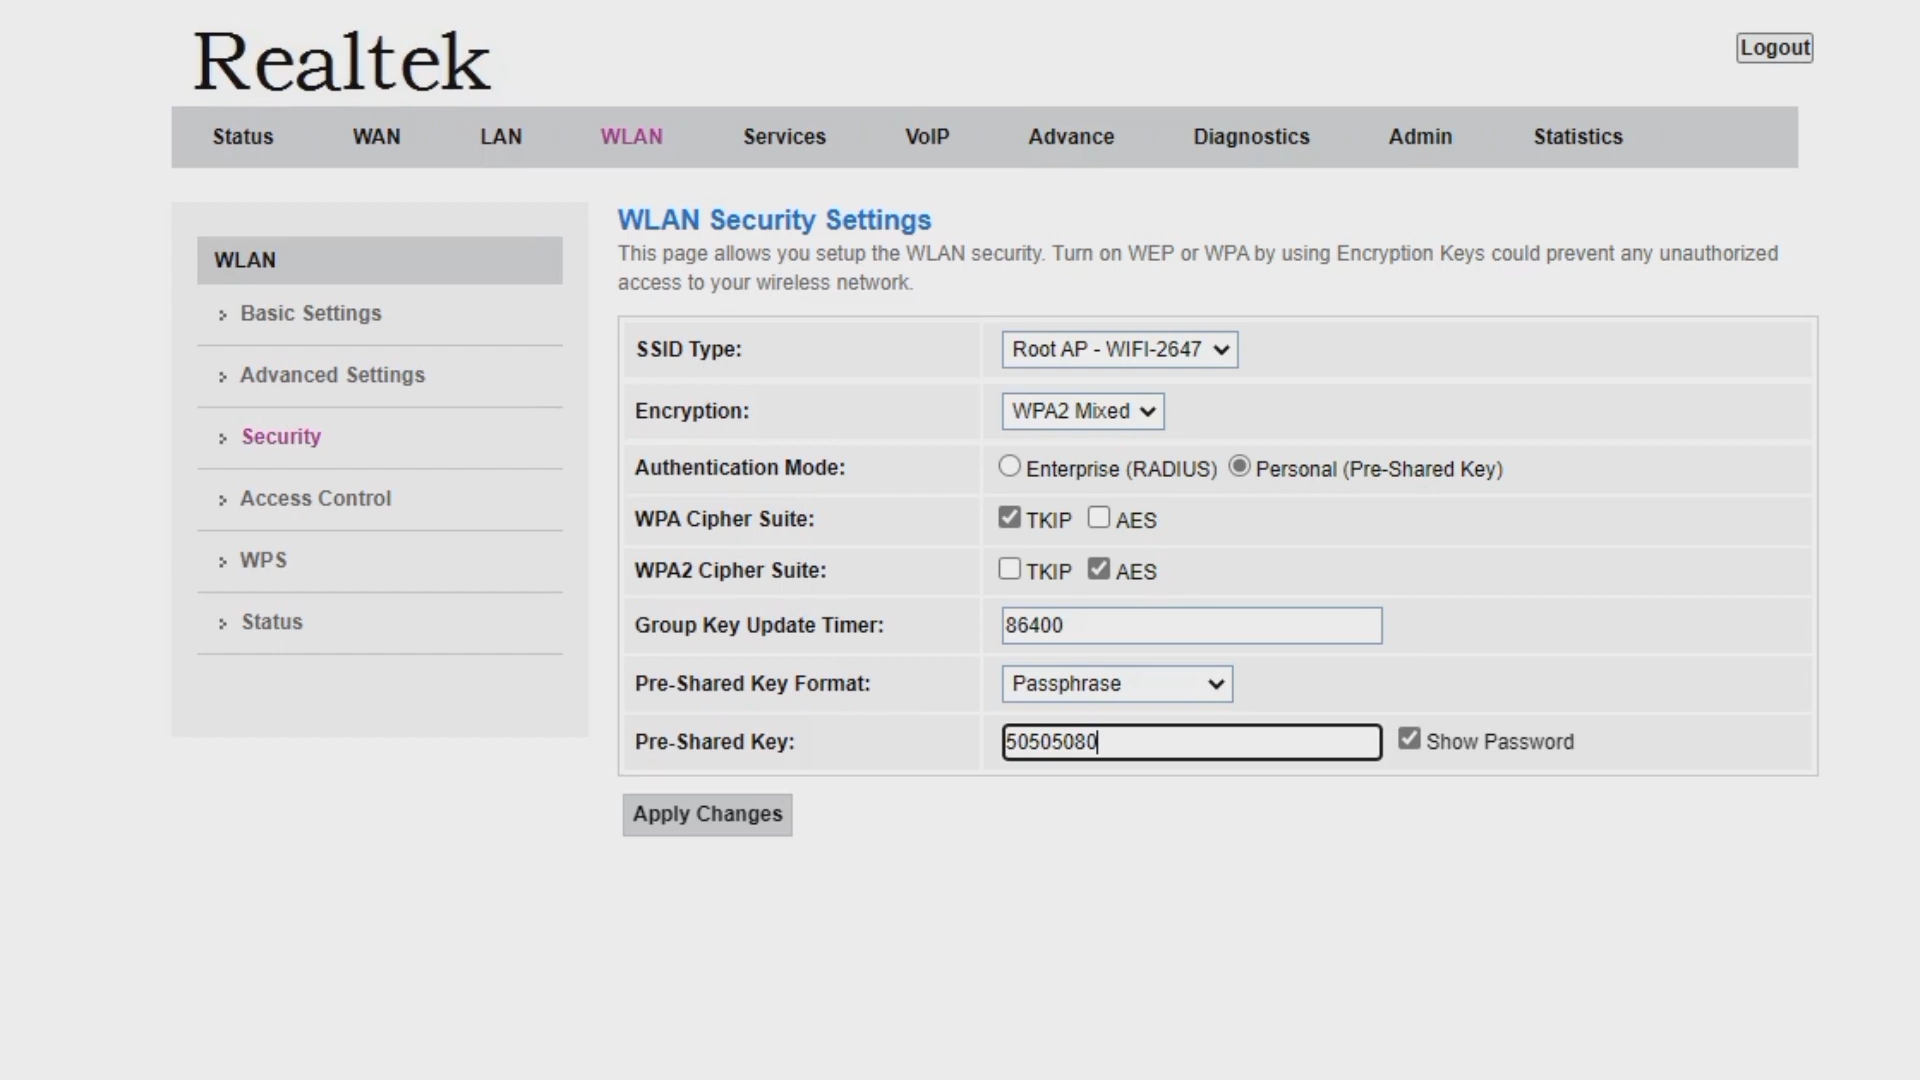 Realtek
Logout
Status WAN LAN WLAN Services VoIP Advance Diagnostics Admin Statistics
WLAN
Basic Settings
Advanced Settings
Security
Access Control
WPS
Status
WLAN Security Settings
This page allows you setup the WLAN security. Turn on WEP or WPA by using Encryption Keys could prevent any unauthorized
access to your wireless network.
SSID Type: Root AP - WIFI-2647
Encryption: WPA2 Mixed
Authentication Mode: Enterprise (RADIUS) Personal (Pre-Shared Key)
WPA Cipher Suite: TKIP AES
WPA2 Cipher Suite: TKIP AES
Group Key Update Timer: 86400
Pre-Shared Key Format: Passphrase
Pre-Shared Key: 50505080 Show Password
Apply Changes